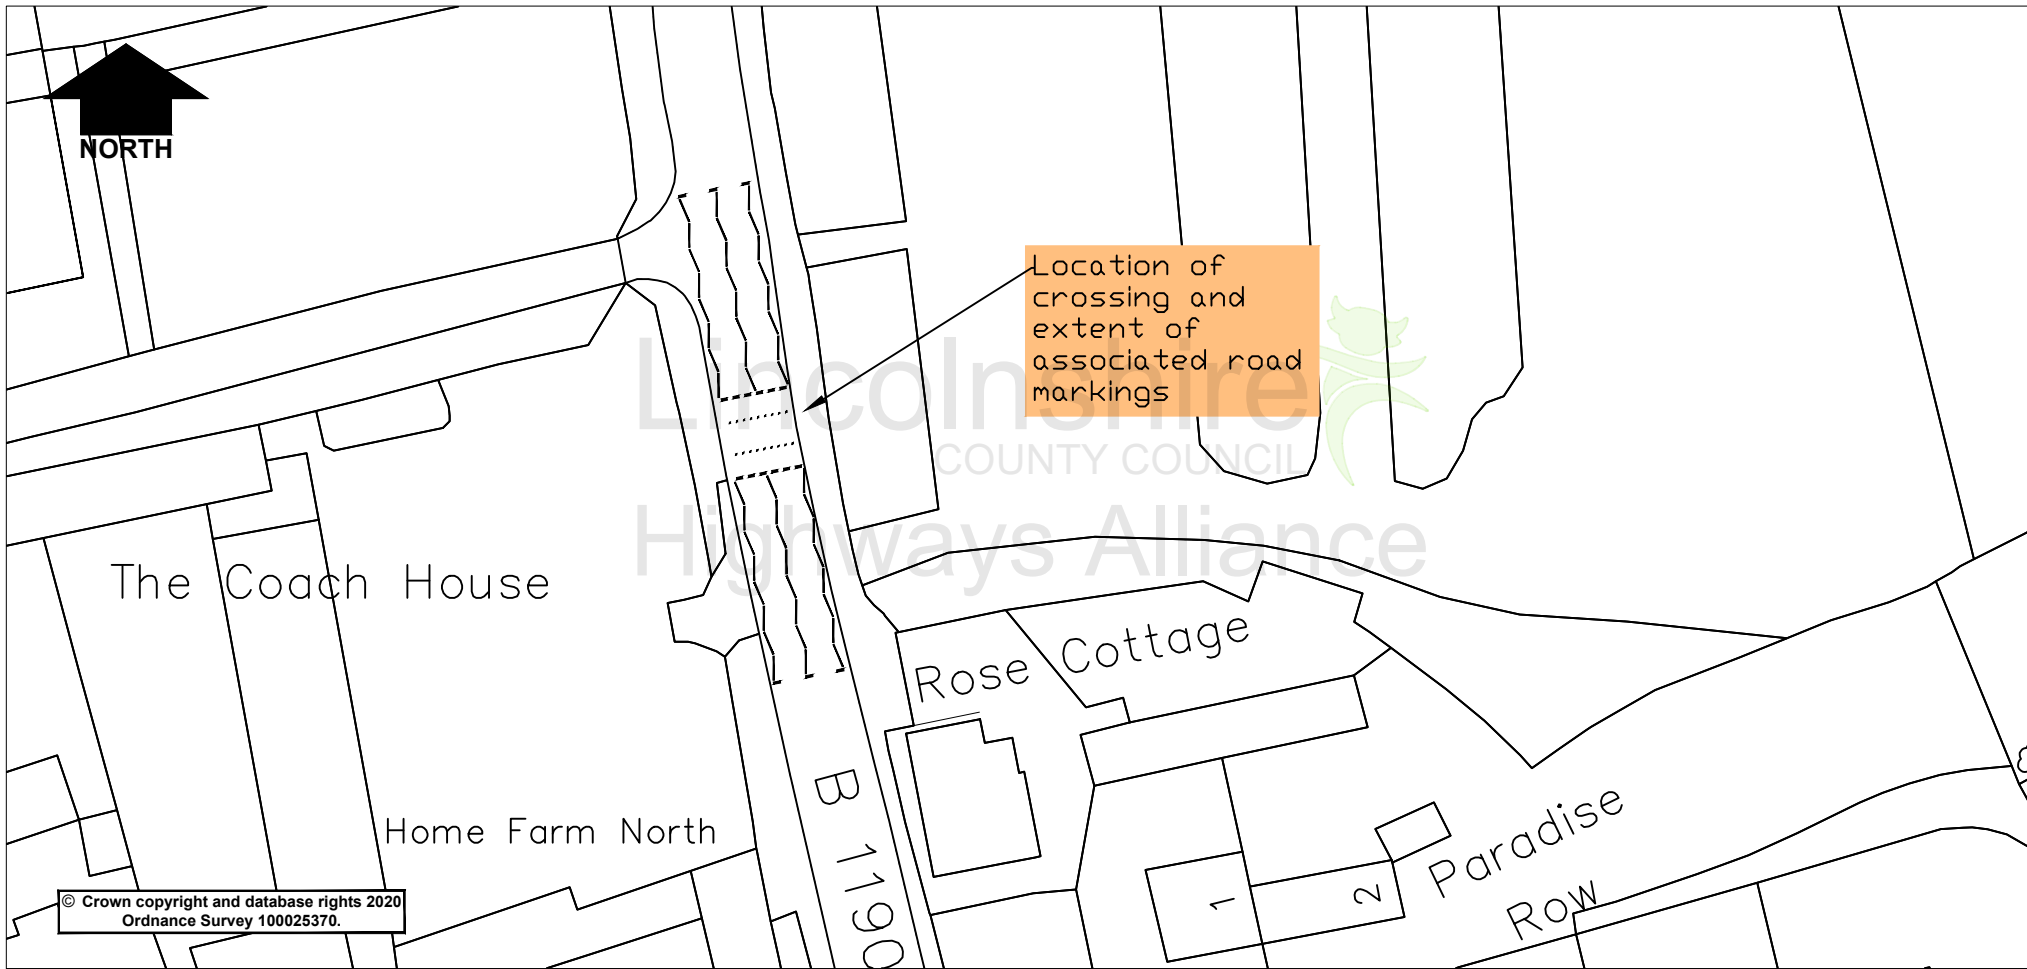 NORTH
Location of
crossing and
extent of
associated road
markings
Lincolnshire
COUNTY COUNCIL
Highways Alliance
The Coach House
Rose Cottage
Home Farm North
B 1190
1
2
Paradise
Row
© Crown copyright and database rights 2020
Ordnance Survey 100025370.